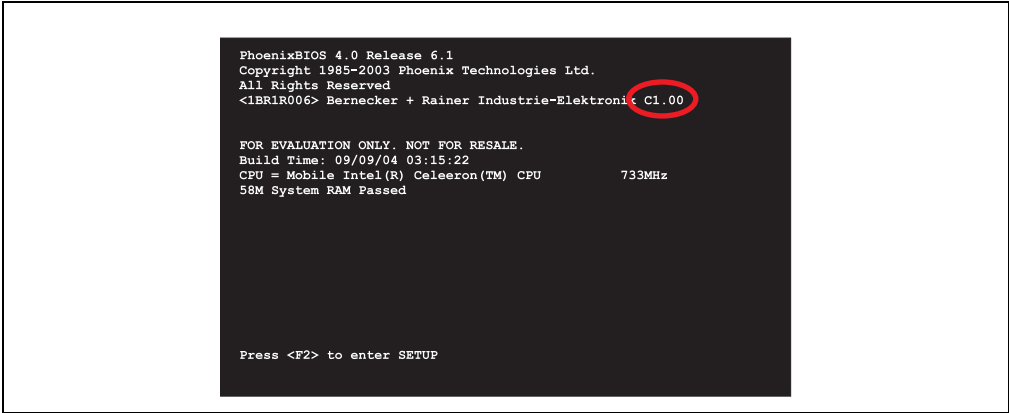 PhoenixBIOS 4.0 Release 6.1
Copyright 1985-2003 Phoenix Technologies Ltd.
All Rights Reserved
<1BR1R006> Bernecker + Rainer Industrie-Elektronik C1.00
FOR EVALUATION ONLY. NOT FOR RESALE.
Build Time: 09/09/04 03:15:22
CPU = Mobile Intel(R) Celeeron(TM) CPU 733MHz
58M System RAM Passed
Press <F2> to enter SETUP